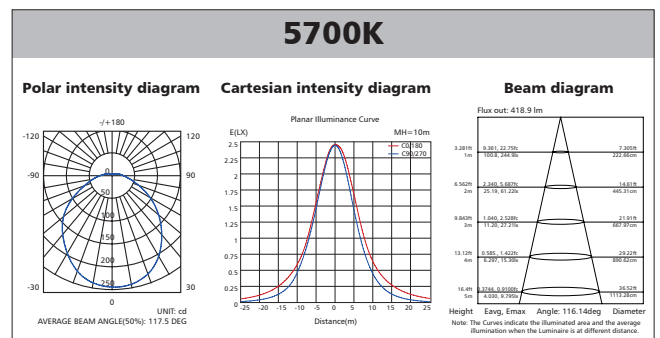 5700K
Polar intensity diagram
-/+180
-120
120
-90
90
0
50
100
150
200
250
-30
30
0
UNIT: cd
AVERAGE BEAM ANGLE(50%): 117.5 DEG
Cartesian intensity diagram
Planar Illuminance Curve
E(LX)
MH=10m
C0/180
C90/270
2.5
2.25
2
1.75
1.5
1.25
1
0.75
0.5
0.25
0
-25 -20 -15 -10 -5 0 5 10 15 20 25
Distance(m)
Beam diagram
Flux out: 418.9 lm
3.281ft 9.361, 22.75fc 7.305ft
1m 100.8, 244.9lx 222.66cm
6.562ft 2.340, 5.687fc 14.61ft
2m 25.19, 61.22lx 445.31cm
9.843ft 1.040, 2.528fc 21.91ft
3m 11.20, 27.21lx 667.97cm
13.12ft 0.585, 1.422fc 29.22ft
4m 6.297, 15.30lx 890.62cm
16.4ft 0.3744, 0.9100fc 36.52ft
5m 4.030, 9.795lx 1113.28cm
Height Eavg, Emax Angle: 116.14deg Diameter
Note: The Curves indicate the illuminated area and the average
illumination when the Luminaire is at different distance.